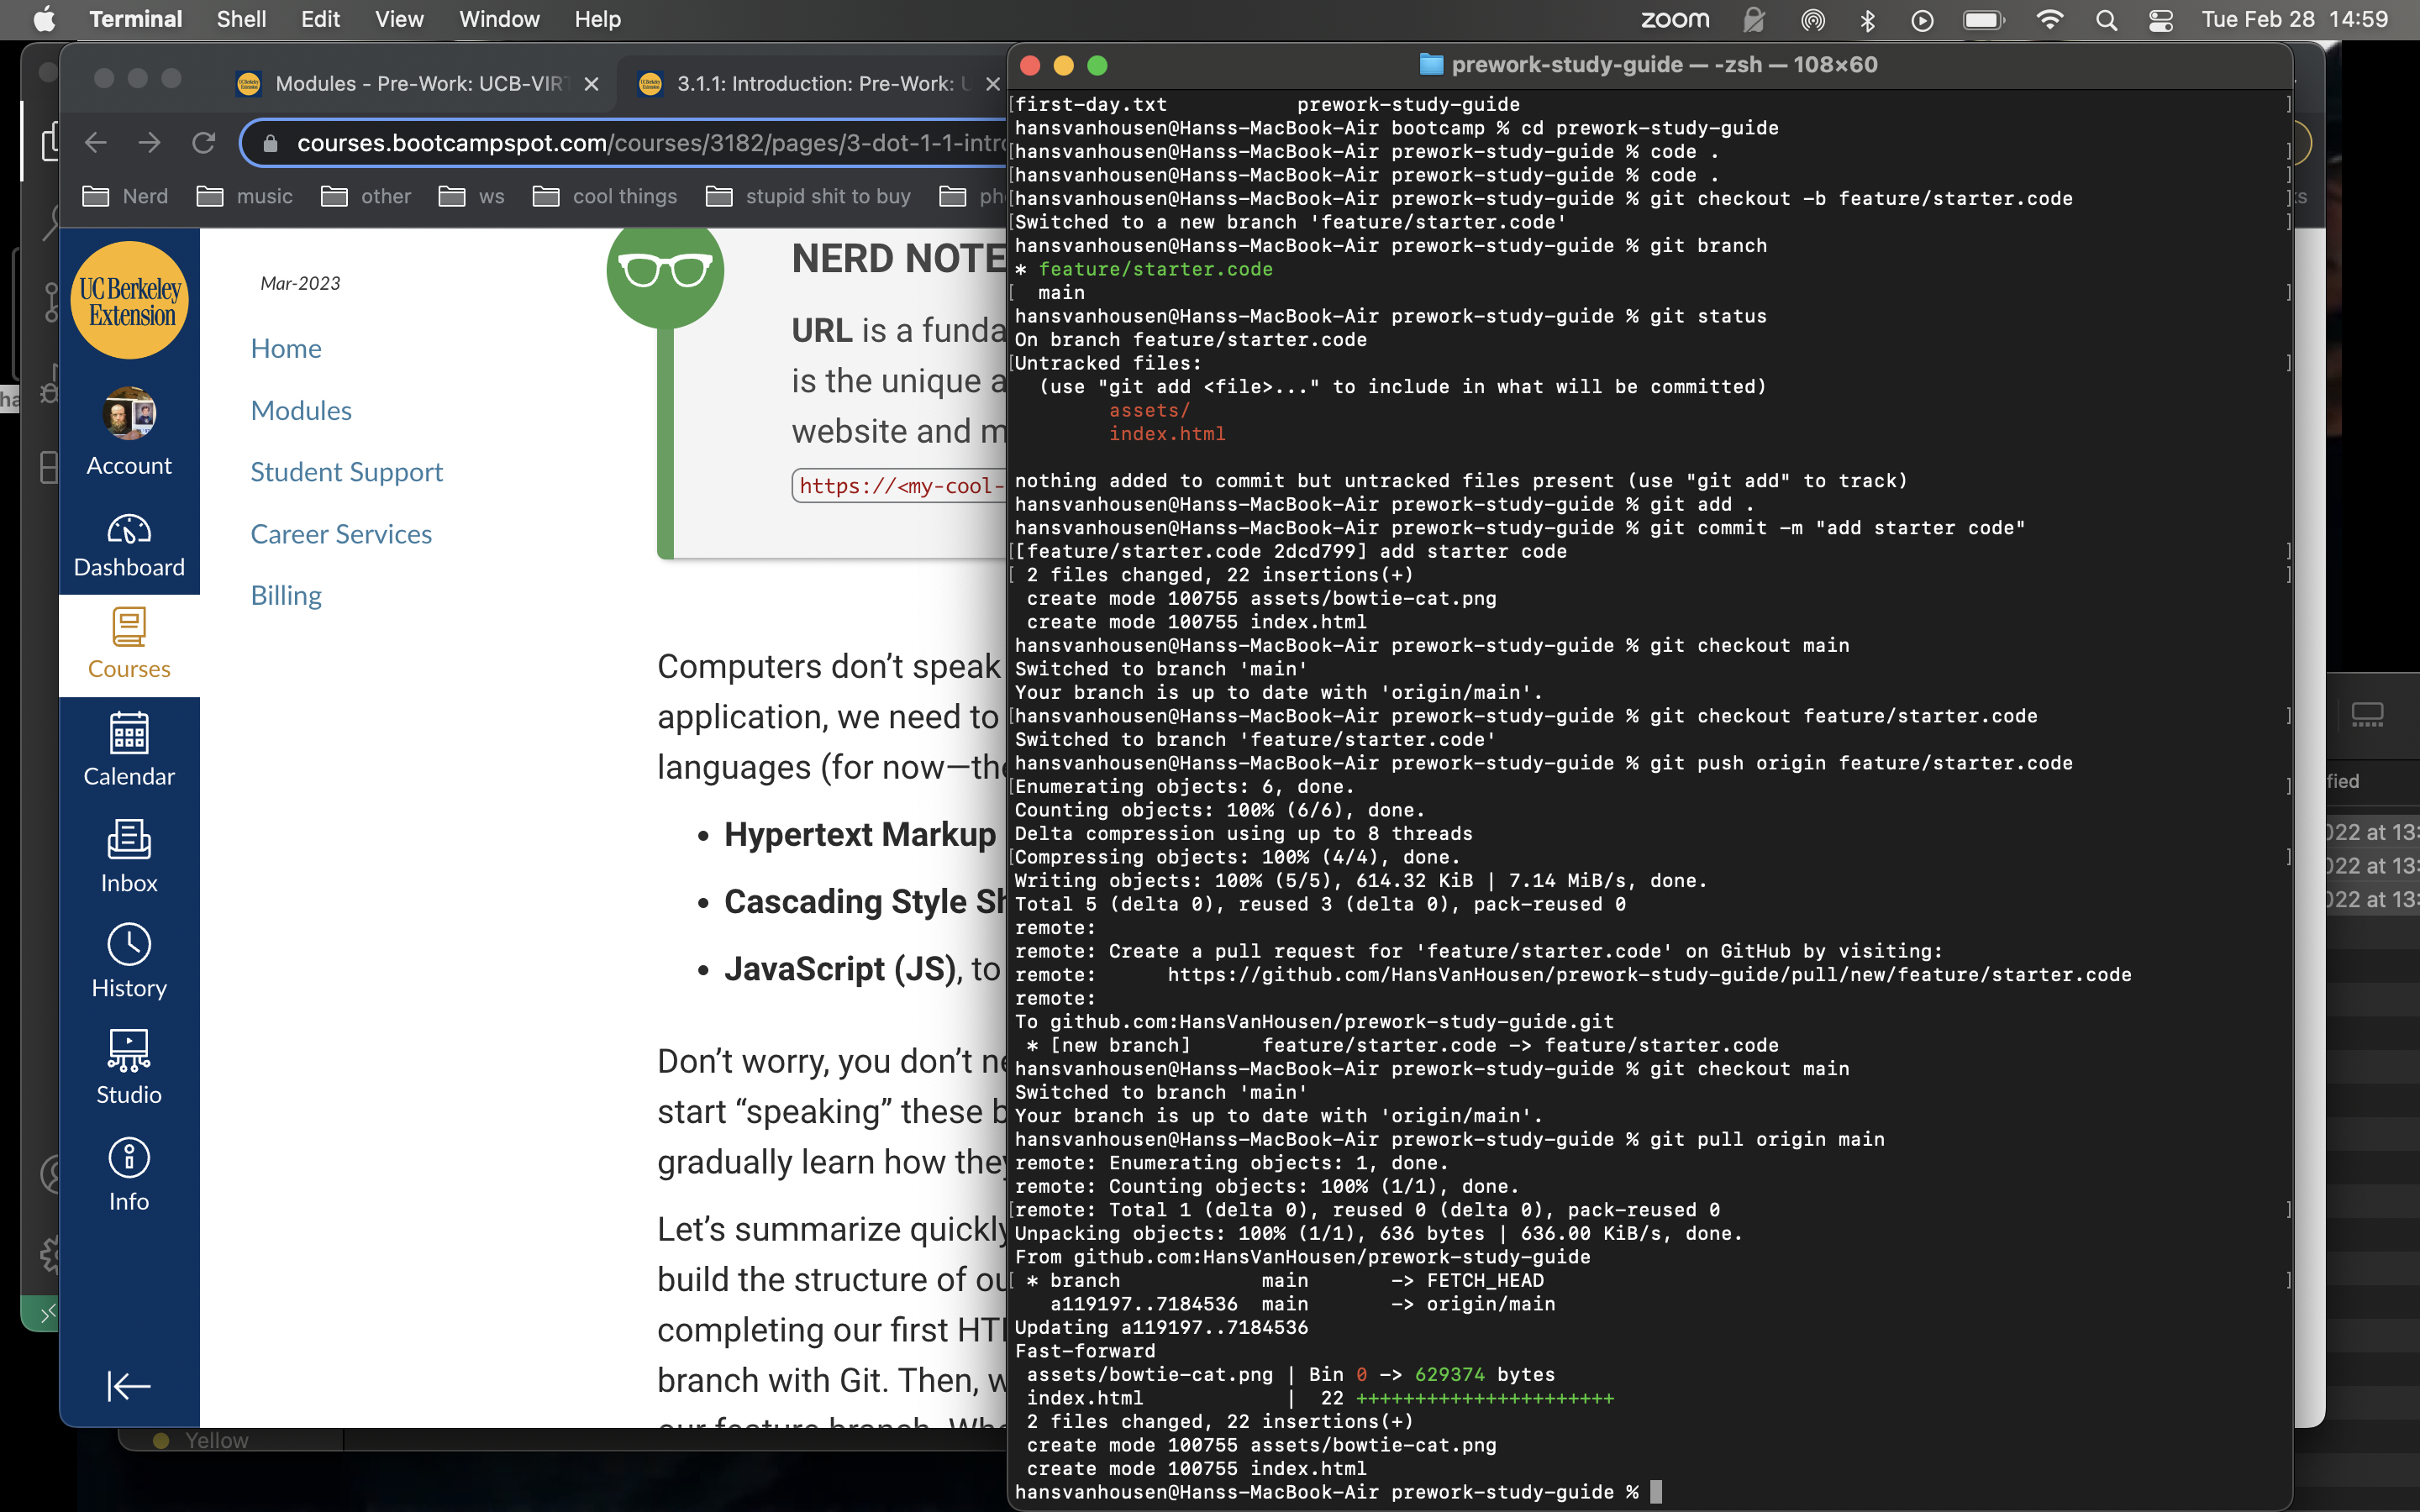 Terminal Shell Edit View Window Help zoom Tue Feb 28 14:59
Modules - Pre-Work: UCB-VIRT
3.1.1: Introduction: Pre-Work: U
courses.bootcampspot.com/courses/3182/pages/3-dot-1-1-intro
Nerd music other ws cool things stupid shit to buy
UC Berkeley
Extension
Account
Dashboard
Courses
Calendar
Inbox
History
Studio
Info
Mar-2023
Home
Modules
Student Support
Career Services
Billing
NERD NOTE
URL is a funda
is the unique a
website and m
https://<my-cool-
Computers don’t speak
application, we need to
languages (for now—the
• Hypertext Markup
• Cascading Style Sh
• JavaScript (JS), to
Don’t worry, you don’t ne
start “speaking” these b
gradually learn how they
Let’s summarize quickly
build the structure of ou
completing our first HTM
branch with Git. Then, w
our feature branch. Whe
Yellow
prework-study-guide — -zsh — 108×60
first-day.txt prework-study-guide
hansvanhousen@Hanss-MacBook-Air bootcamp % cd prework-study-guide
hansvanhousen@Hanss-MacBook-Air prework-study-guide % code .
hansvanhousen@Hanss-MacBook-Air prework-study-guide % code .
hansvanhousen@Hanss-MacBook-Air prework-study-guide % git checkout -b feature/starter.code
Switched to a new branch 'feature/starter.code'
hansvanhousen@Hanss-MacBook-Air prework-study-guide % git branch
* feature/starter.code
main
hansvanhousen@Hanss-MacBook-Air prework-study-guide % git status
On branch feature/starter.code
Untracked files:
(use "git add <file>..." to include in what will be committed)
assets/
index.html
nothing added to commit but untracked files present (use "git add" to track)
hansvanhousen@Hanss-MacBook-Air prework-study-guide % git add .
hansvanhousen@Hanss-MacBook-Air prework-study-guide % git commit -m "add starter code"
[feature/starter.code 2dcd799] add starter code
2 files changed, 22 insertions(+)
create mode 100755 assets/bowtie-cat.png
create mode 100755 index.html
hansvanhousen@Hanss-MacBook-Air prework-study-guide % git checkout main
Switched to branch 'main'
Your branch is up to date with 'origin/main'.
hansvanhousen@Hanss-MacBook-Air prework-study-guide % git checkout feature/starter.code
Switched to branch 'feature/starter.code'
hansvanhousen@Hanss-MacBook-Air prework-study-guide % git push origin feature/starter.code
Enumerating objects: 6, done.
Counting objects: 100% (6/6), done.
Delta compression using up to 8 threads
Compressing objects: 100% (4/4), done.
Writing objects: 100% (5/5), 614.32 KiB | 7.14 MiB/s, done.
Total 5 (delta 0), reused 3 (delta 0), pack-reused 0
remote:
remote: Create a pull request for 'feature/starter.code' on GitHub by visiting:
remote: https://github.com/HansVanHousen/prework-study-guide/pull/new/feature/starter.code
remote:
To github.com:HansVanHousen/prework-study-guide.git
* [new branch] feature/starter.code -> feature/starter.code
hansvanhousen@Hanss-MacBook-Air prework-study-guide % git checkout main
Switched to branch 'main'
Your branch is up to date with 'origin/main'.
hansvanhousen@Hanss-MacBook-Air prework-study-guide % git pull origin main
remote: Enumerating objects: 1, done.
remote: Counting objects: 100% (1/1), done.
remote: Total 1 (delta 0), reused 0 (delta 0), pack-reused 0
Unpacking objects: 100% (1/1), 636 bytes | 636.00 KiB/s, done.
From github.com:HansVanHousen/prework-study-guide
* branch main -> FETCH_HEAD
a119197..7184536 main -> origin/main
Updating a119197..7184536
Fast-forward
assets/bowtie-cat.png | Bin 0 -> 629374 bytes
index.html | 22 ++++++++++++++++++++++
2 files changed, 22 insertions(+)
create mode 100755 assets/bowtie-cat.png
create mode 100755 index.html
hansvanhousen@Hanss-MacBook-Air prework-study-guide %
fied
022 at 13:
022 at 13:
022 at 13: